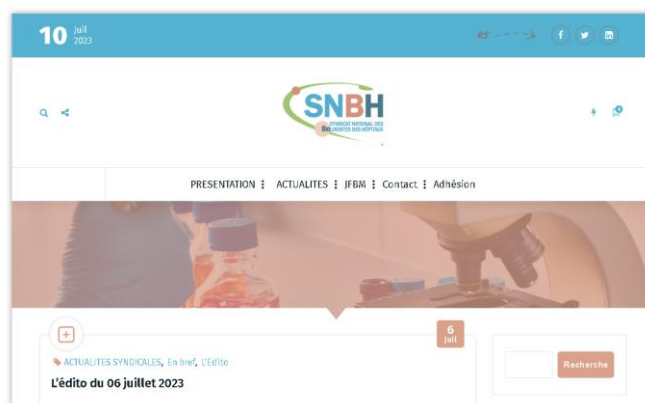 10 Juil
2023
SNBH
SYNDICAT NATIONAL DES
BIOLOGISTES DES HÔPITAUX
PRESENTATION ACTUALITES JFBM Contact Adhésion
6
Juil
ACTUALITES SYNDICALES, En bref, L'Edito
L'édito du 06 juillet 2023
Recherche